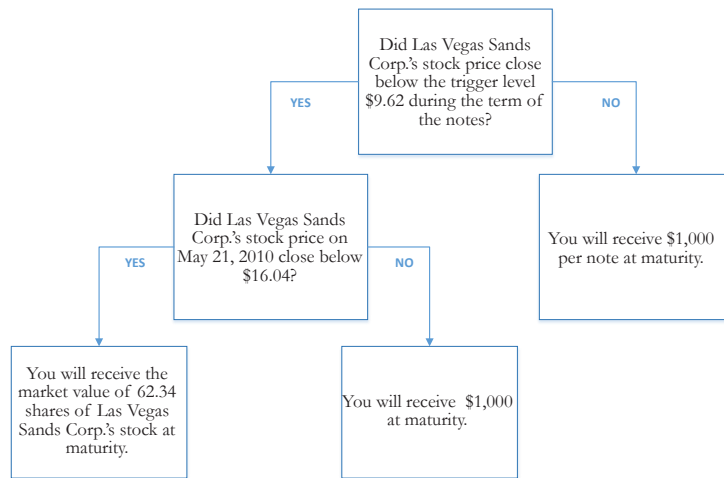 Did Las Vegas Sands
Corp.'s stock price close
below the trigger level
$9.62 during the term of
the notes?
YES
NO
Did Las Vegas Sands
Corp.'s stock price on
May 21, 2010 close below
$16.04?
You will receive $1,000
per note at maturity.
YES
NO
You will receive the
market value of 62.34
shares of Las Vegas
Sands Corp.'s stock at
maturity.
You will receive $1,000
at maturity.